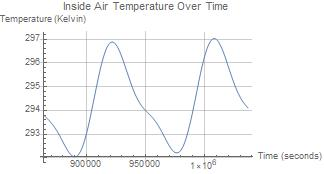 Inside Air Temperature Over Time
Temperature (Kelvin)
297
296
295
294
293
900000 950000 1 × 10⁶
Time (seconds)